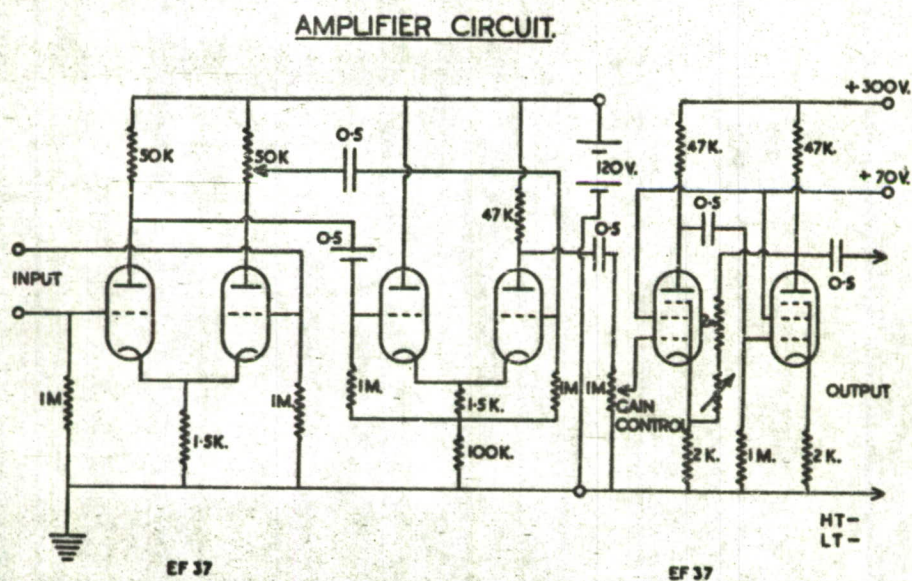 AMPLIFIER CIRCUIT.
+300V.
50K
50K
0·5
120V.
47K.
47K.
+70V.
47K
0·5
0·5
0·5
0·5
INPUT
1M
1M.
1M.
1M
1M.
GAIN
CONTROL
OUTPUT
1·5K.
1·5K.
100K.
2K.
1M.
2K.
HT-
LT-
EF 37
EF 37